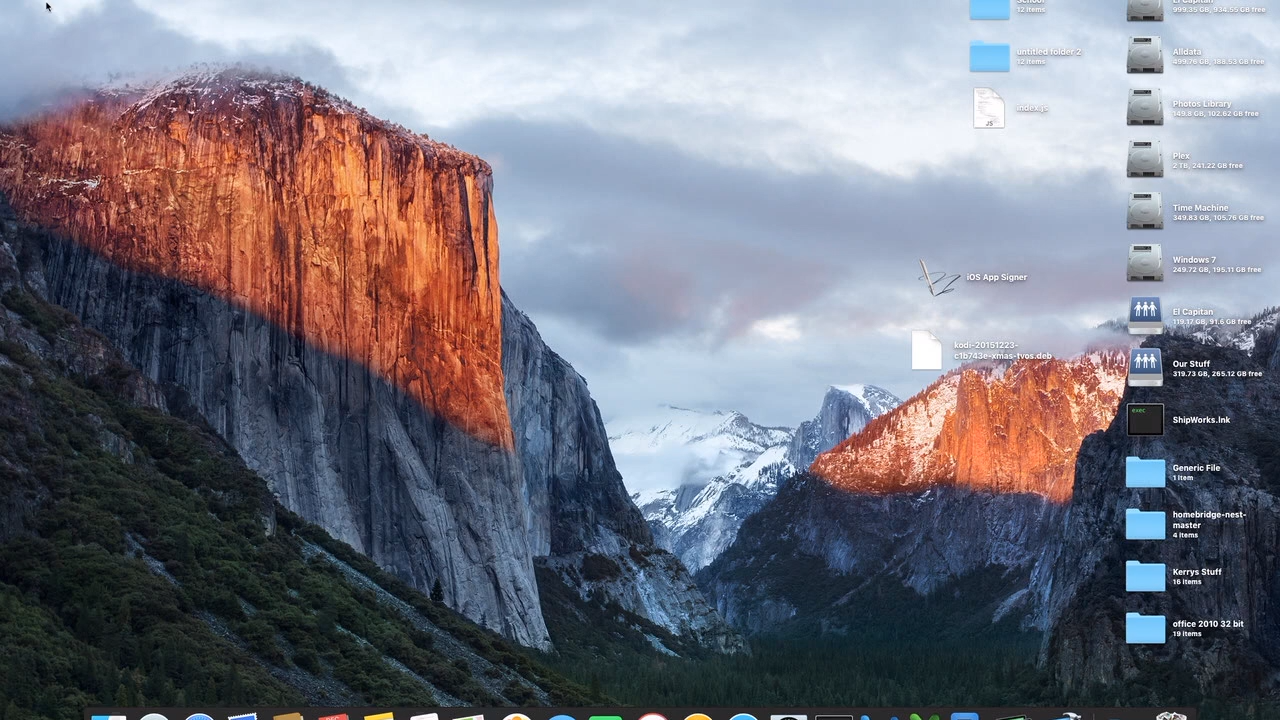 School
12 items
untitled folder 2
12 items
index.js
JS
iOS App Signer
kodi-20151223-
c1b743e-xmas-tvos.deb
El Capitan
999.35 GB, 934.55 GB free
Alldata
499.76 GB, 188.53 GB free
Photos Library
149.8 GB, 102.62 GB free
Plex
2 TB, 241.22 GB free
Time Machine
349.83 GB, 105.76 GB free
Windows 7
249.72 GB, 195.11 GB free
El Capitan
119.17 GB, 91.6 GB free
Our Stuff
319.73 GB, 265.12 GB free
exec
ShipWorks.lnk
Generic File
1 item
homebridge-nest-
master
4 items
Kerrys Stuff
16 items
office 2010 32 bit
19 items